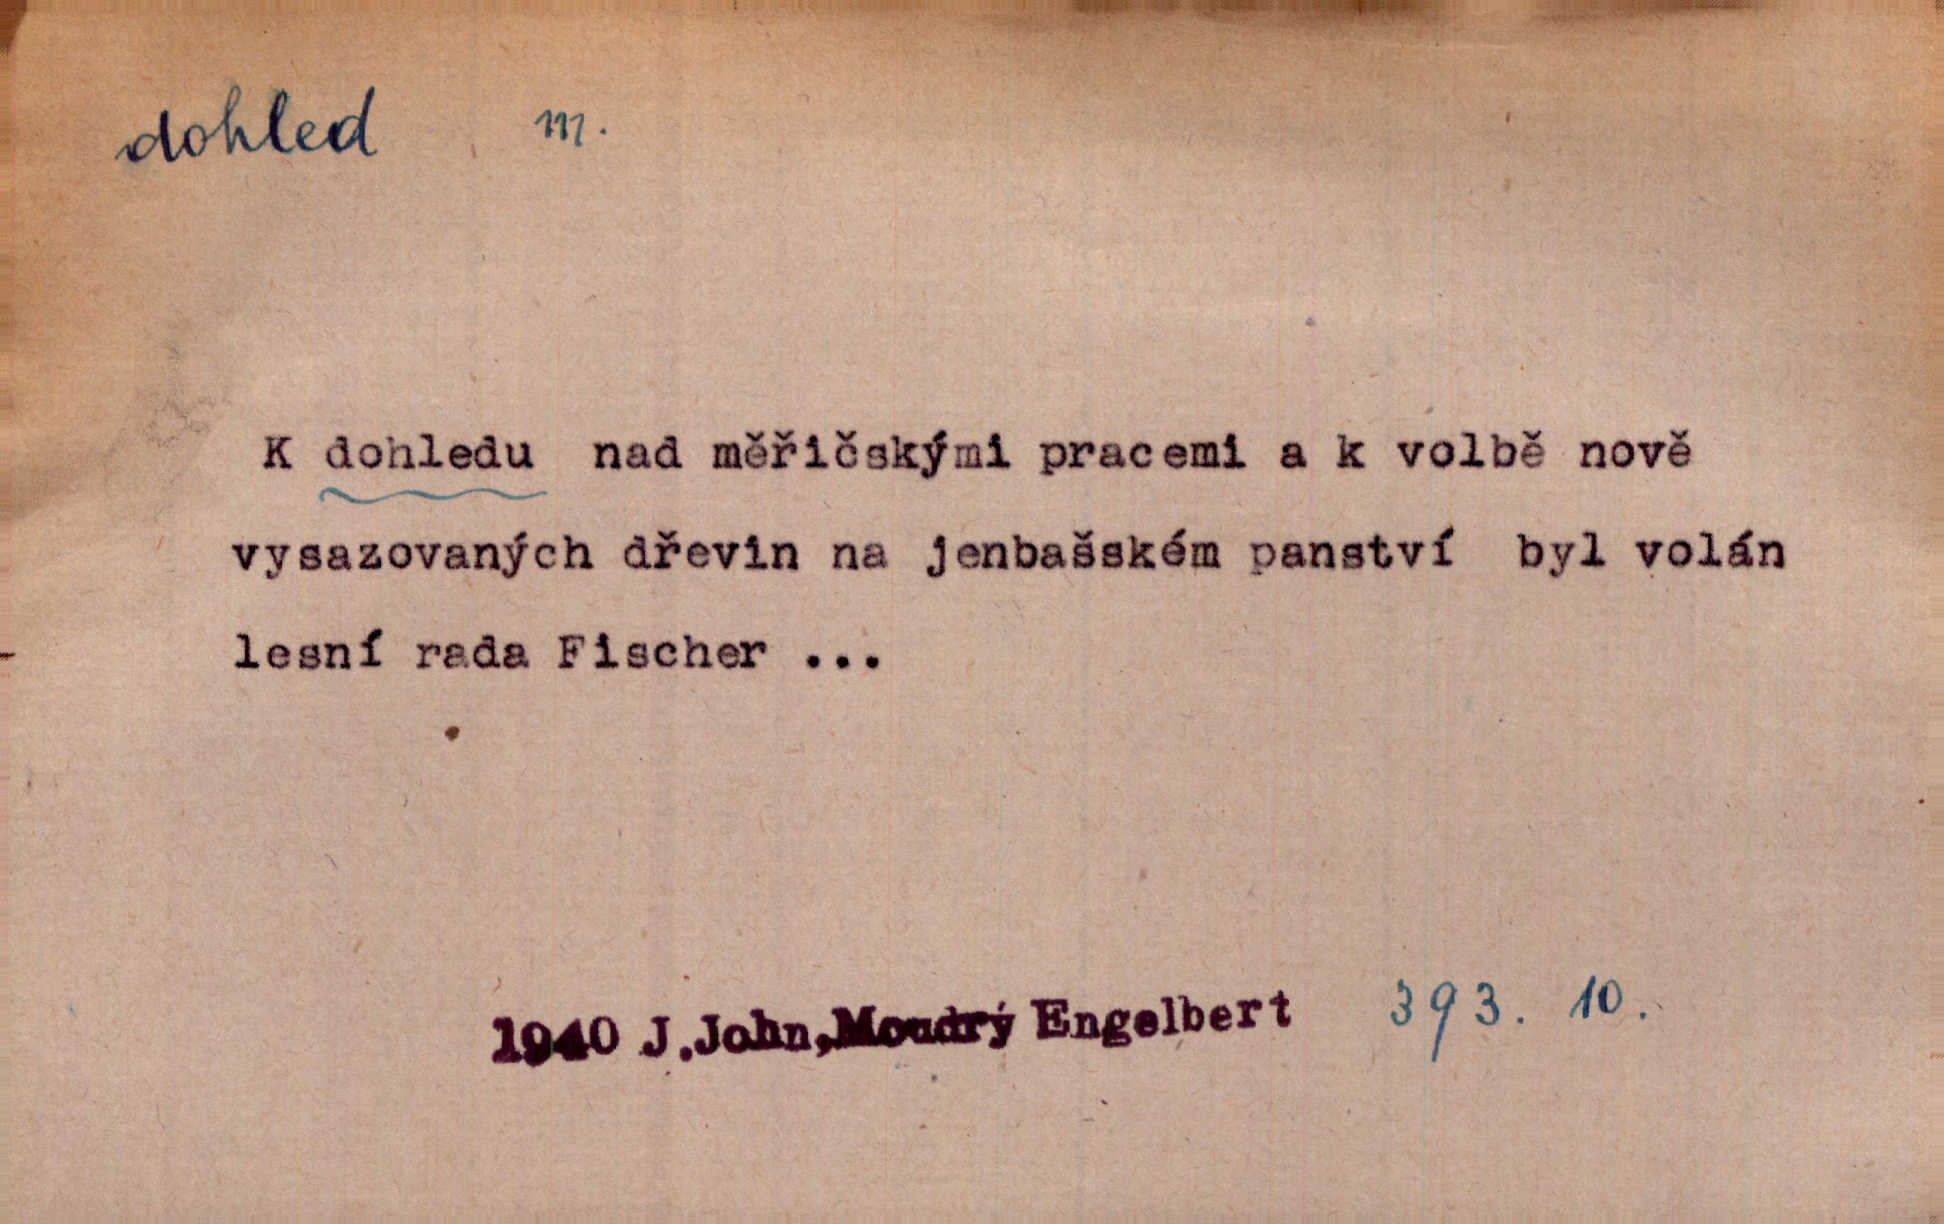 dohled m.
K dohledu nad měřičskými pracemi a k volbě nově
vysazovaných dřevin na jenbašském panství byl volán
lesní rada Fischer ...
1940 J.John,Moudrý Engelbert 393. 10.